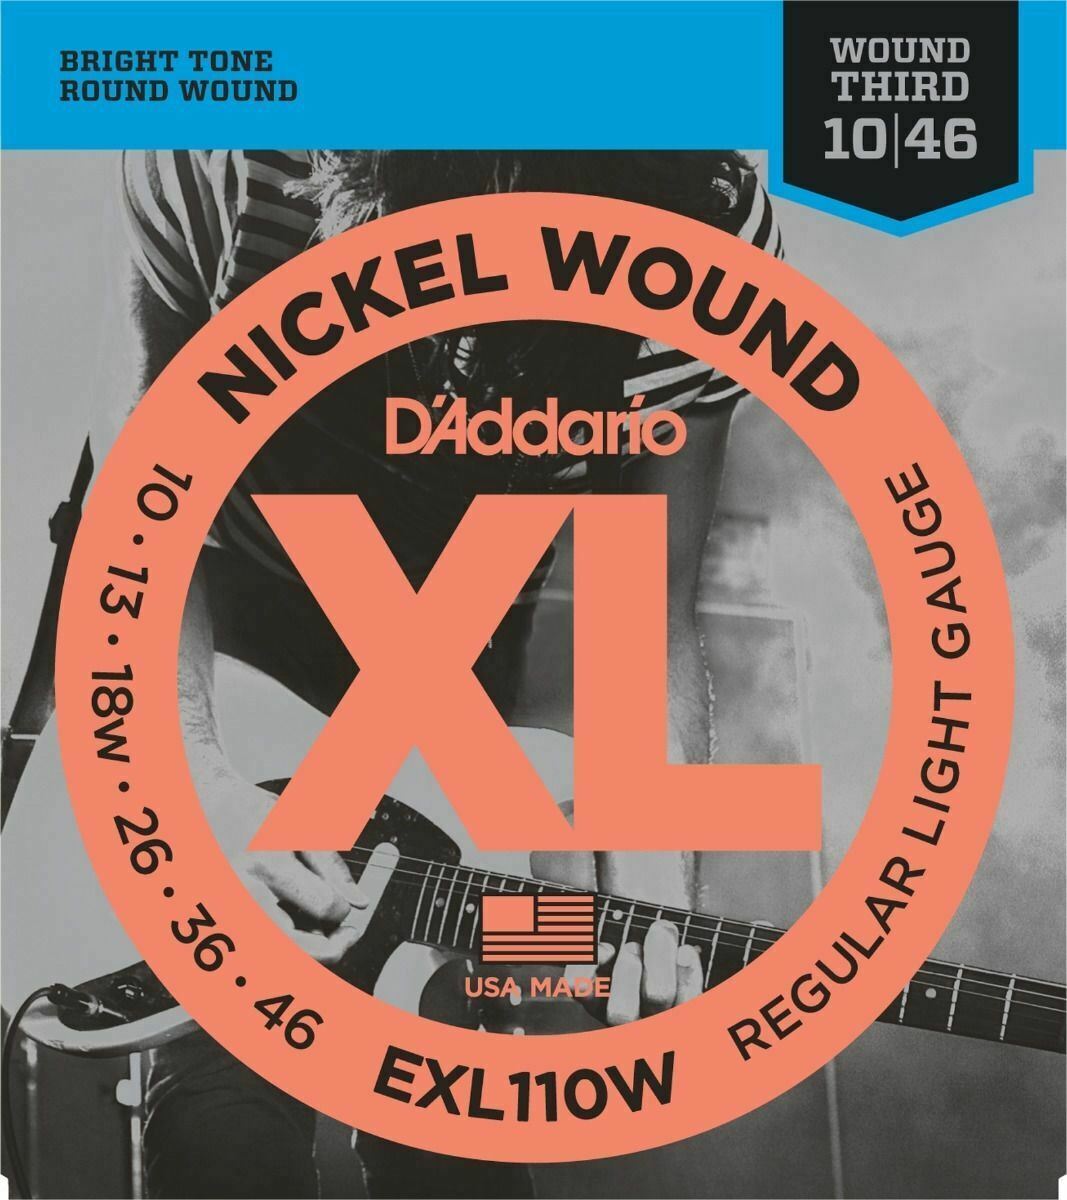 BRIGHT TONE
ROUND WOUND
WOUND
THIRD
10|46
NICKEL WOUND
D'Addario
XL
10 · 13 · 18W · 26 · 36 · 46
REGULAR LIGHT GAUGE
USA MADE
EXL110W